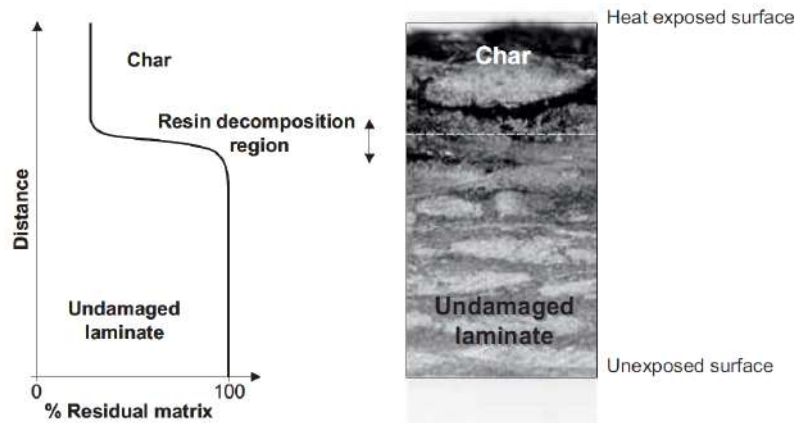 Char
Resin decomposition
region
Distance
Undamaged
laminate
0
100
% Residual matrix
Heat exposed surface
Char
Undamaged
laminate
Unexposed surface